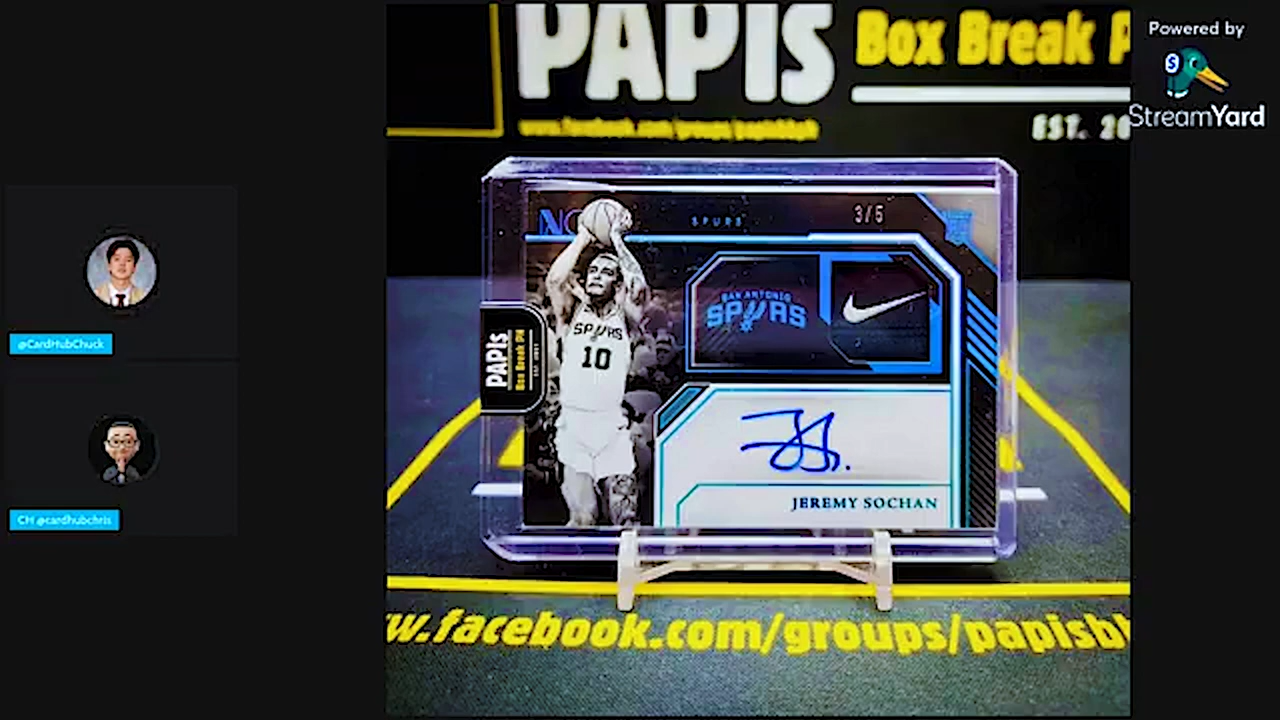 PAPIS
Box Break P
www.facebook.com/groups/papisbbph
EST. 20
Powered by
S
StreamYard
SPURS
3/5
SAN ANTONIO
SPURS
SPURS
10
PAPIS
Box Break PH
JEREMY SOCHAN
@CardHubChuck
CH @cardhubchris
w.facebook.com/groups/papisb